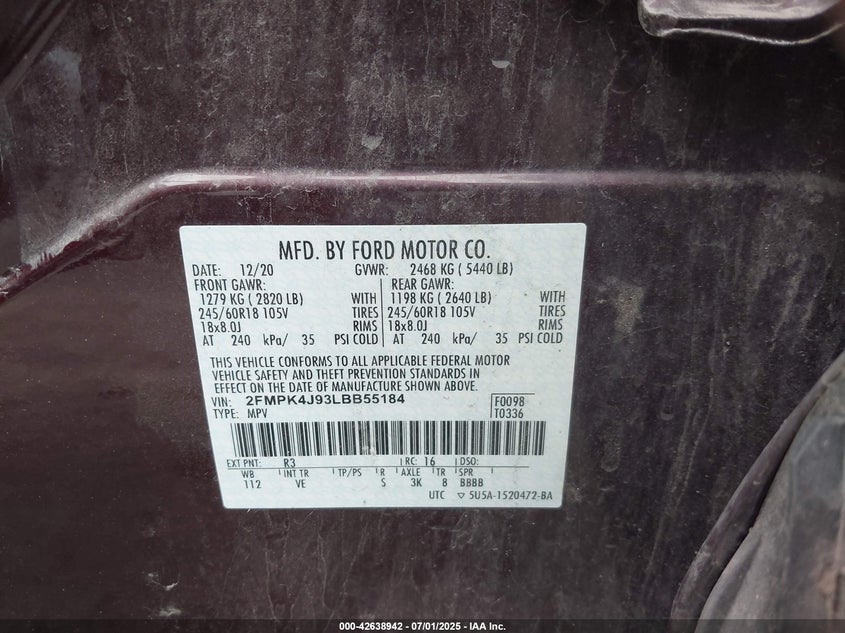 MFD. BY FORD MOTOR CO.
DATE: 12/20 GVWR: 2468 KG ( 5440 LB)
FRONT GAWR: REAR GAWR:
1279 KG ( 2820 LB) WITH 1198 KG ( 2640 LB) WITH
245/60R18 105V TIRES 245/60R18 105V TIRES
18x8.0J RIMS 18x8.0J RIMS
AT 240 kPa/ 35 PSI COLD AT 240 kPa/ 35 PSI COLD
THIS VEHICLE CONFORMS TO ALL APPLICABLE FEDERAL MOTOR
VEHICLE SAFETY AND THEFT PREVENTION STANDARDS IN
EFFECT ON THE DATE OF MANUFACTURE SHOWN ABOVE.
VIN: 2FMPK4J93LBB55184 F0098
TYPE: MPV T0336
EXT PNT: R3 RC: 16 DSO:
WB INT TR TP/PS R AXLE TR SPR
112 VE S 3K 8 BBBB
UTC ▽ 5U5A-1520472-BA
000-42638942 - 07/01/2025 - IAA Inc.